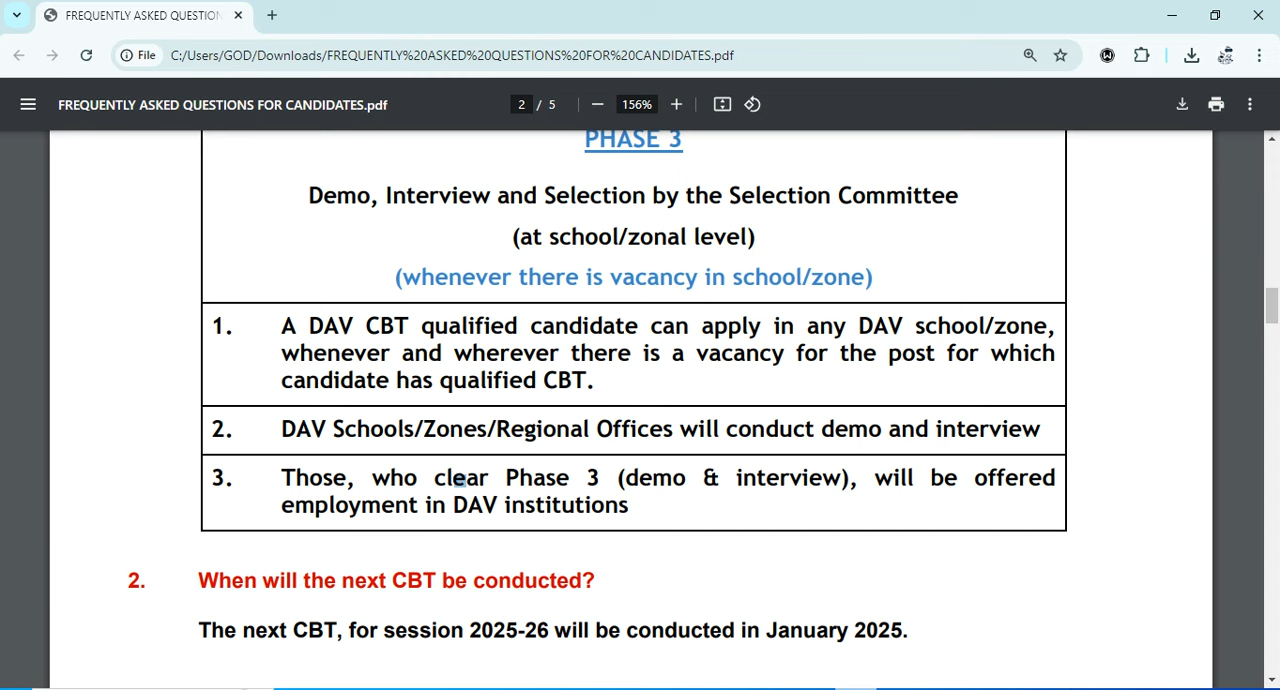 FREQUENTLY ASKED QUESTION
File
C:/Users/GOD/Downloads/FREQUENTLY%20ASKED%20QUESTIONS%20FOR%20CANDIDATES.pdf
FREQUENTLY ASKED QUESTIONS FOR CANDIDATES.pdf
2 / 5
156%
PHASE 3
Demo, Interview and Selection by the Selection Committee
(at school/zonal level)
(whenever there is vacancy in school/zone)
1. A DAV CBT qualified candidate can apply in any DAV school/zone,
whenever and wherever there is a vacancy for the post for which
candidate has qualified CBT.
2. DAV Schools/Zones/Regional Offices will conduct demo and interview
3. Those, who clear Phase 3 (demo & interview), will be offered
employment in DAV institutions
2. When will the next CBT be conducted?
The next CBT, for session 2025-26 will be conducted in January 2025.